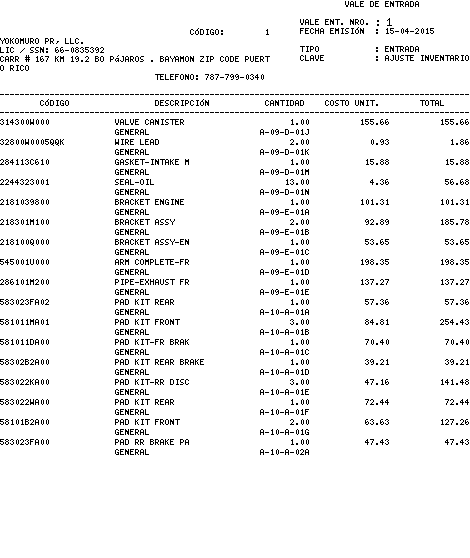 VALE DE ENTRADA
VALE ENT. NRO. : 1
CÓDIGO: 1 FECHA EMISIÓN : 15-04-2015
YOKOMURO PR, LLC.
LIC / SSN: 66-0835392 TIPO : ENTRADA
CARR # 167 KM 19.2 BO PáJAROS . BAYAMON ZIP CODE PUERT CLAVE : AJUSTE INVENTARIO
O RICO
TELEFONO: 787-799-0340
CóDIGO DESCRIPCIÓN CANTIDAD COSTO UNIT. TOTAL
314300W000 VALVE CANISTER 1.00 155.66 155.66
GENERAL A-09-D-01J
32800W0005QQK WIRE LEAD 2.00 0.93 1.86
GENERAL A-09-D-01K
284113C610 GASKET-INTAKE M 1.00 15.88 15.88
GENERAL A-09-D-01M
2244323001 SEAL-OIL 13.00 4.36 56.68
GENERAL A-09-D-01N
2181039800 BRACKET ENGINE 1.00 101.31 101.31
GENERAL A-09-E-01A
218301M100 BRACKET ASSY 2.00 92.89 185.78
GENERAL A-09-E-01B
218100Q000 BRACKET ASSY-EN 1.00 53.65 53.65
GENERAL A-09-E-01C
545001U000 ARM COMPLETE-FR 1.00 198.35 198.35
GENERAL A-09-E-01D
286101M200 PIPE-EXHAUST FR 1.00 137.27 137.27
GENERAL A-09-E-01E
583023FA02 PAD KIT REAR 1.00 57.36 57.36
GENERAL A-10-A-01A
581011MA01 PAD KIT FRONT 3.00 84.81 254.43
GENERAL A-10-A-01B
581011DA00 PAD KIT-FR BRAK 1.00 70.40 70.40
GENERAL A-10-A-01C
58302B2A00 PAD KIT REAR BRAKE 1.00 39.21 39.21
GENERAL A-10-A-01D
583022KA00 PAD KIT-RR DISC 3.00 47.16 141.48
GENERAL A-10-A-01E
583022WA00 PAD KIT REAR 1.00 72.44 72.44
GENERAL A-10-A-01F
58101B2A00 PAD KIT FRONT 2.00 63.63 127.26
GENERAL A-10-A-01G
583023FA00 PAD RR BRAKE PA 1.00 47.43 47.43
GENERAL A-10-A-02A